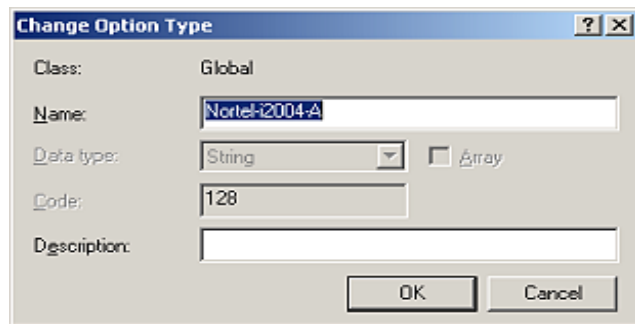 Change Option Type
Class: Global
Name: Nortel-i2004-A
Data type: String Array
Code: 128
Description:
OK Cancel